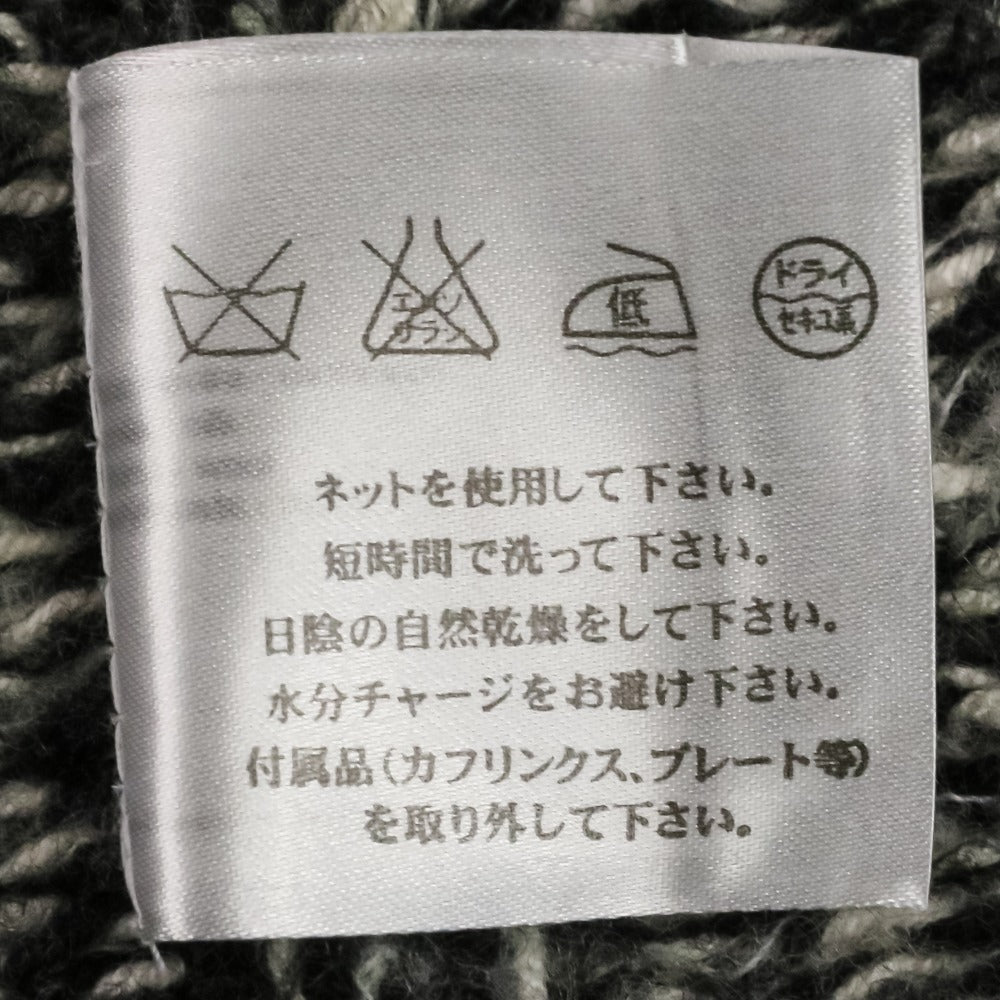 エンソ
サラシ
低
ドライ
セキユ系
ネットを使用して下さい。
短時間で洗って下さい。
日陰の自然乾燥をして下さい。
水分チャージをお避け下さい。
付属品(カフリンクス、プレート等)
を取り外して下さい。